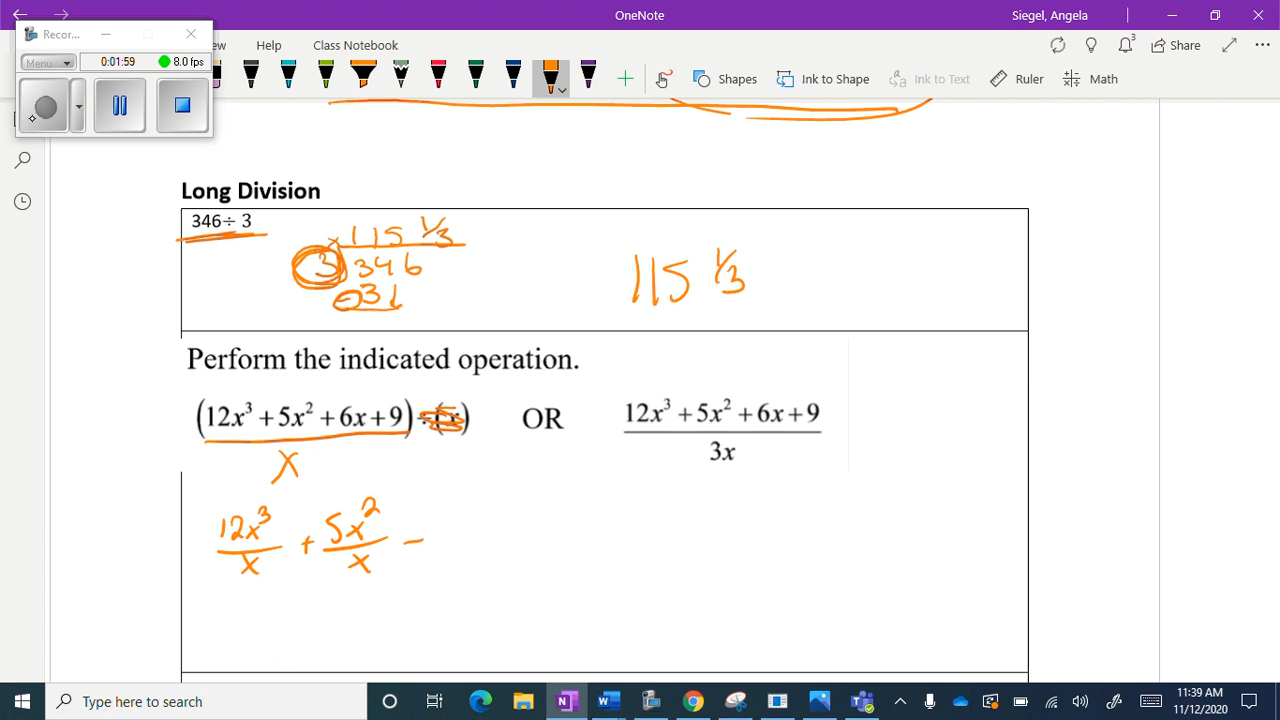 OneNote
Siegel, Angela
Recor...
Menu
0:01:59
8.0 fps
ew Help Class Notebook
3
Share
Shapes
Ink to Shape
Ink to Text
Ruler
Math
Long Division
346÷ 3
115 1/3
3 346
- 3
115 1/3
Perform the indicated operation.
(12x³ + 5x² + 6x + 9) ÷ (x) OR 12x³ + 5x² + 6x + 9 / 3x
x
12x³/x + 5x²/x -
Type here to search
11:39 AM
11/12/2020